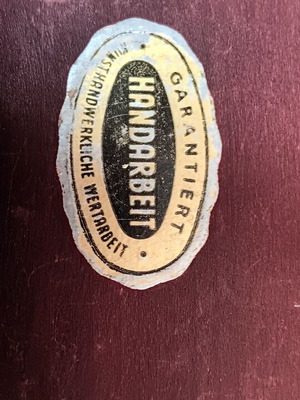 GARANTIERT
HANDARBEIT
KUNSTHANDWERKLICHE WERTARBEIT